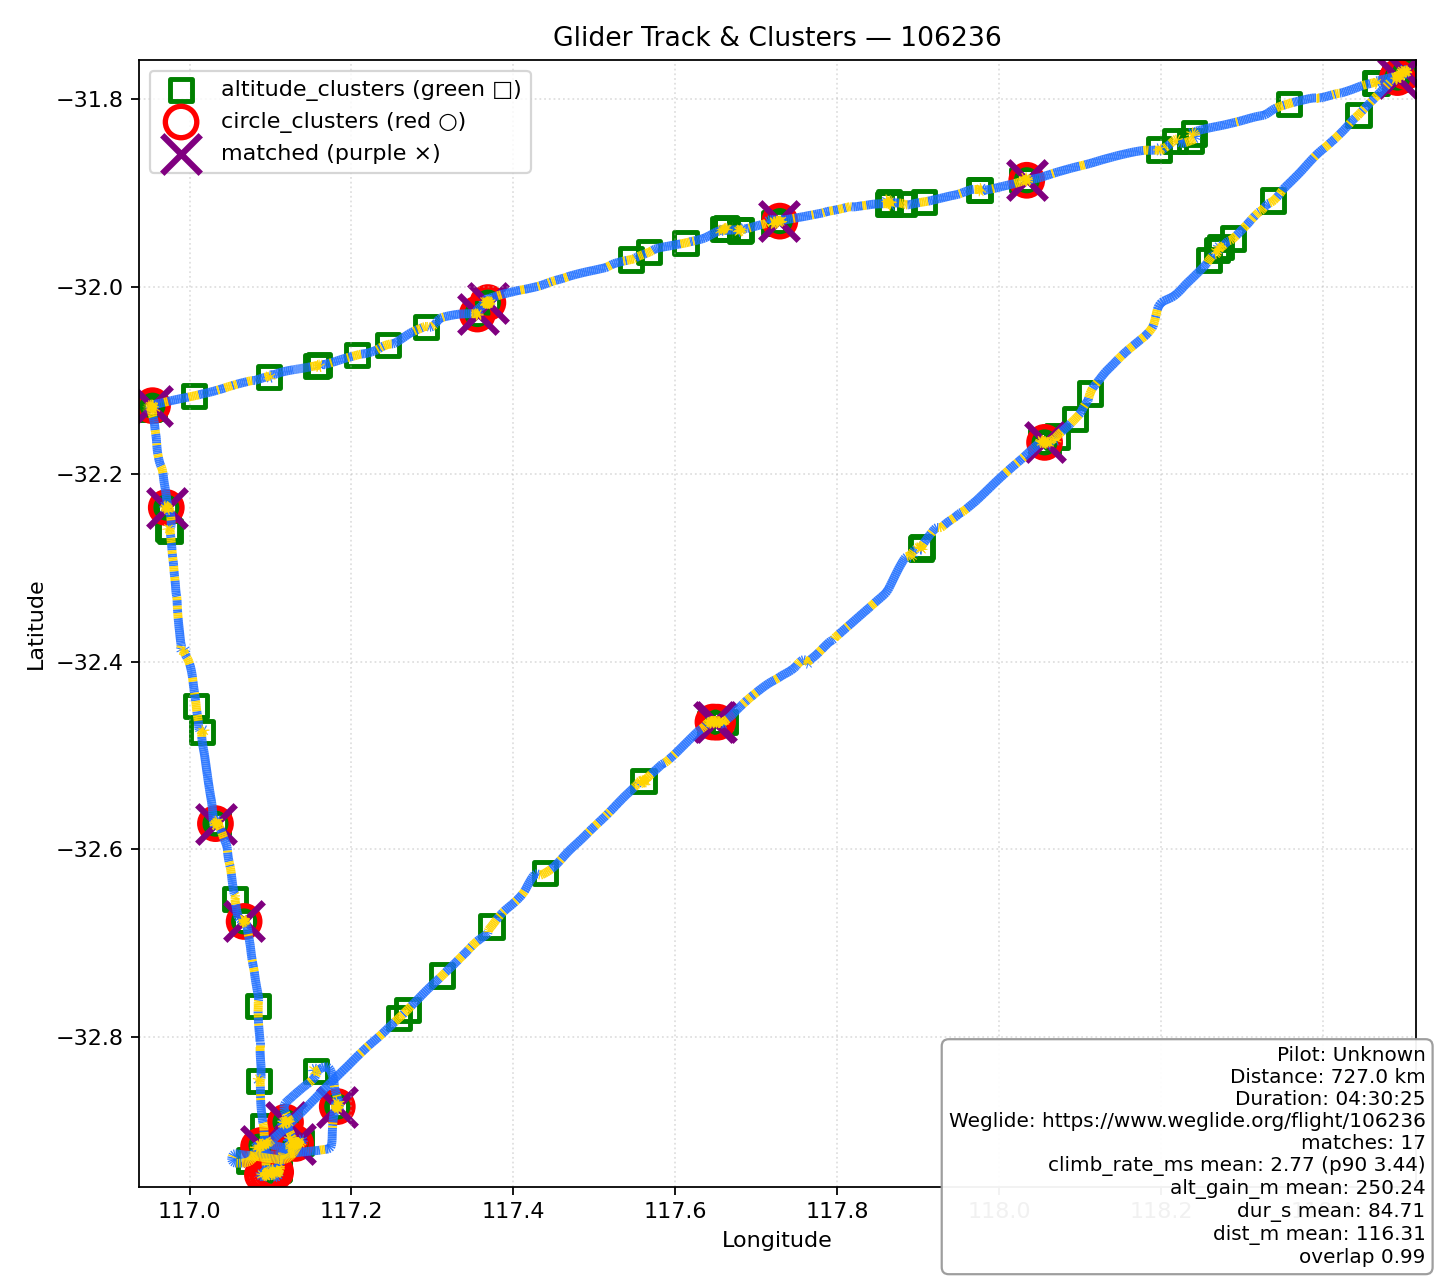 Glider Track & Clusters — 106236
altitude_clusters (green □)
circle_clusters (red ○)
matched (purple ×)
Latitude
−31.8
−32.0
−32.2
−32.4
−32.6
−32.8
117.0
117.2
117.4
117.6
117.8
118.0
118.2
Longitude
Pilot: Unknown
Distance: 727.0 km
Duration: 04:30:25
Weglide: https://www.weglide.org/flight/106236
matches: 17
climb_rate_ms mean: 2.77 (p90 3.44)
alt_gain_m mean: 250.24
dur_s mean: 84.71
dist_m mean: 116.31
overlap 0.99